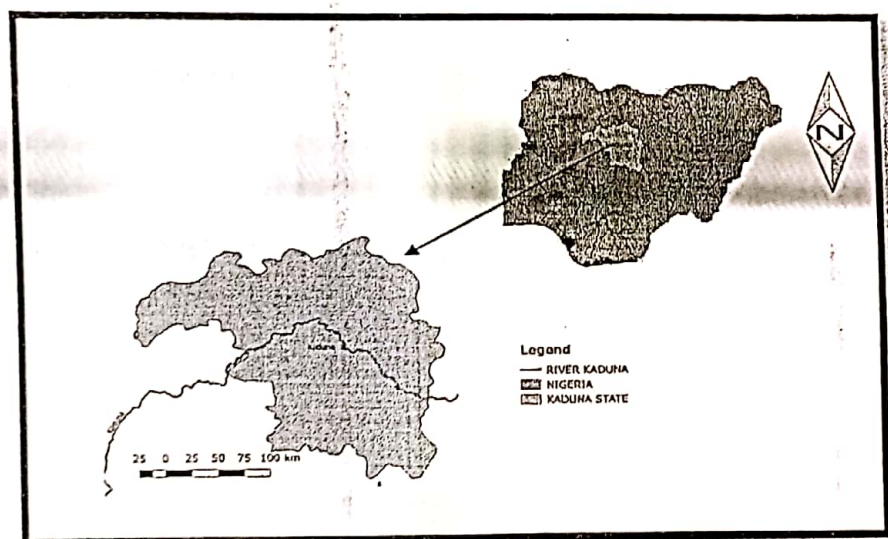 N
Legend
RIVER KADUNA
NIGERIA
KADUNA STATE
25 0 25 50 75 100 km